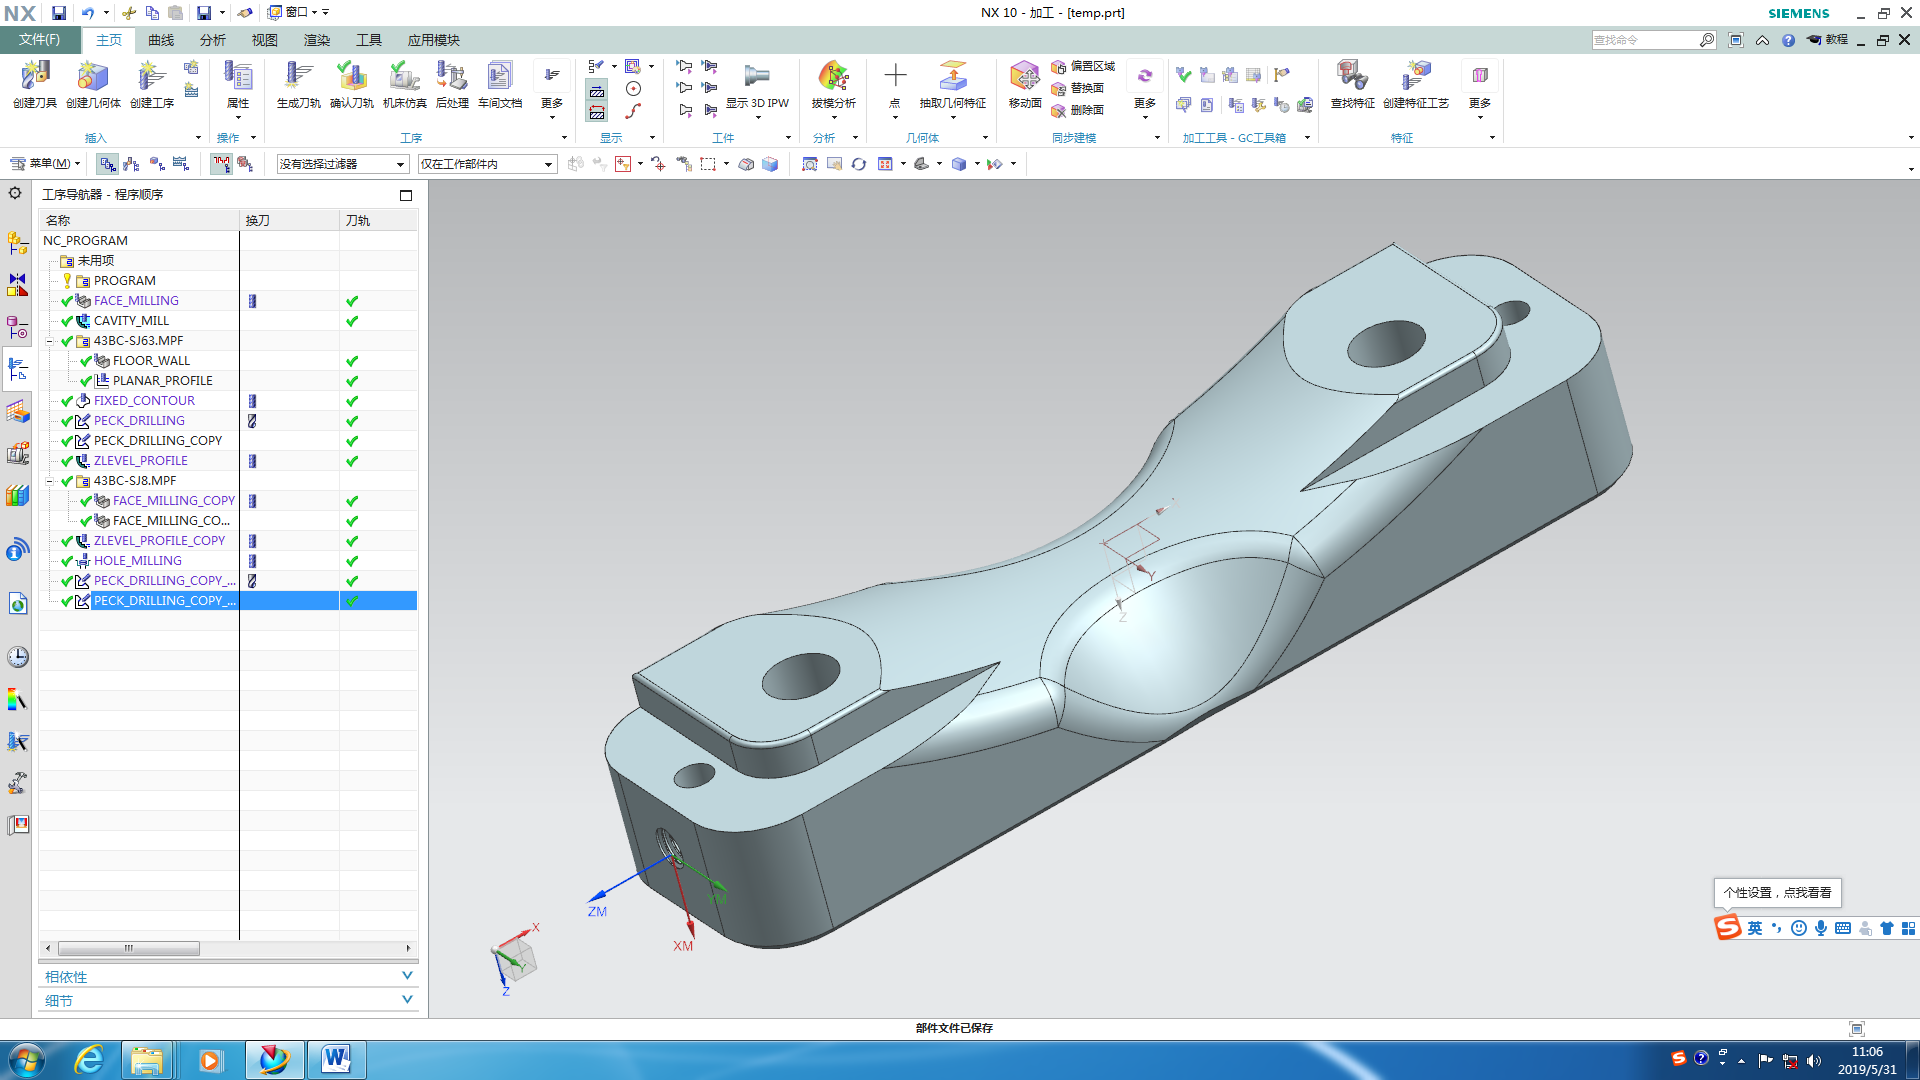 NX
窗口
NX 10 - 加工 - [temp.prt]
SIEMENS
文件(F)
主页
曲线
分析
视图
渲染
工具
应用模块
查找命令
教程
创建刀具
创建几何体
创建工序
属性
生成刀轨
确认刀轨
机床仿真
后处理
车间文档
更多
显示 3D IPW
拔模分析
点
抽取几何特征
移动面
偏置区域
替换面
删除面
更多
查找特征
创建特征工艺
更多
插入
操作
工序
显示
工件
分析
几何体
同步建模
加工工具 - GC工具箱
特征
菜单(M)
没有选择过滤器
仅在工作部件内
工序导航器 - 程序顺序
名称
换刀
刀轨
NC_PROGRAM
未用项
PROGRAM
FACE_MILLING
CAVITY_MILL
43BC-SJ63.MPF
FLOOR_WALL
PLANAR_PROFILE
FIXED_CONTOUR
PECK_DRILLING
PECK_DRILLING_COPY
ZLEVEL_PROFILE
43BC-SJ8.MPF
FACE_MILLING_COPY
FACE_MILLING_CO...
ZLEVEL_PROFILE_COPY
HOLE_MILLING
PECK_DRILLING_COPY_...
PECK_DRILLING_COPY_...
相依性
细节
Y
Z
ZM
YM
XM
X
Y
Z
个性设置，点我看看
英
部件文件已保存
11:06
2019/5/31